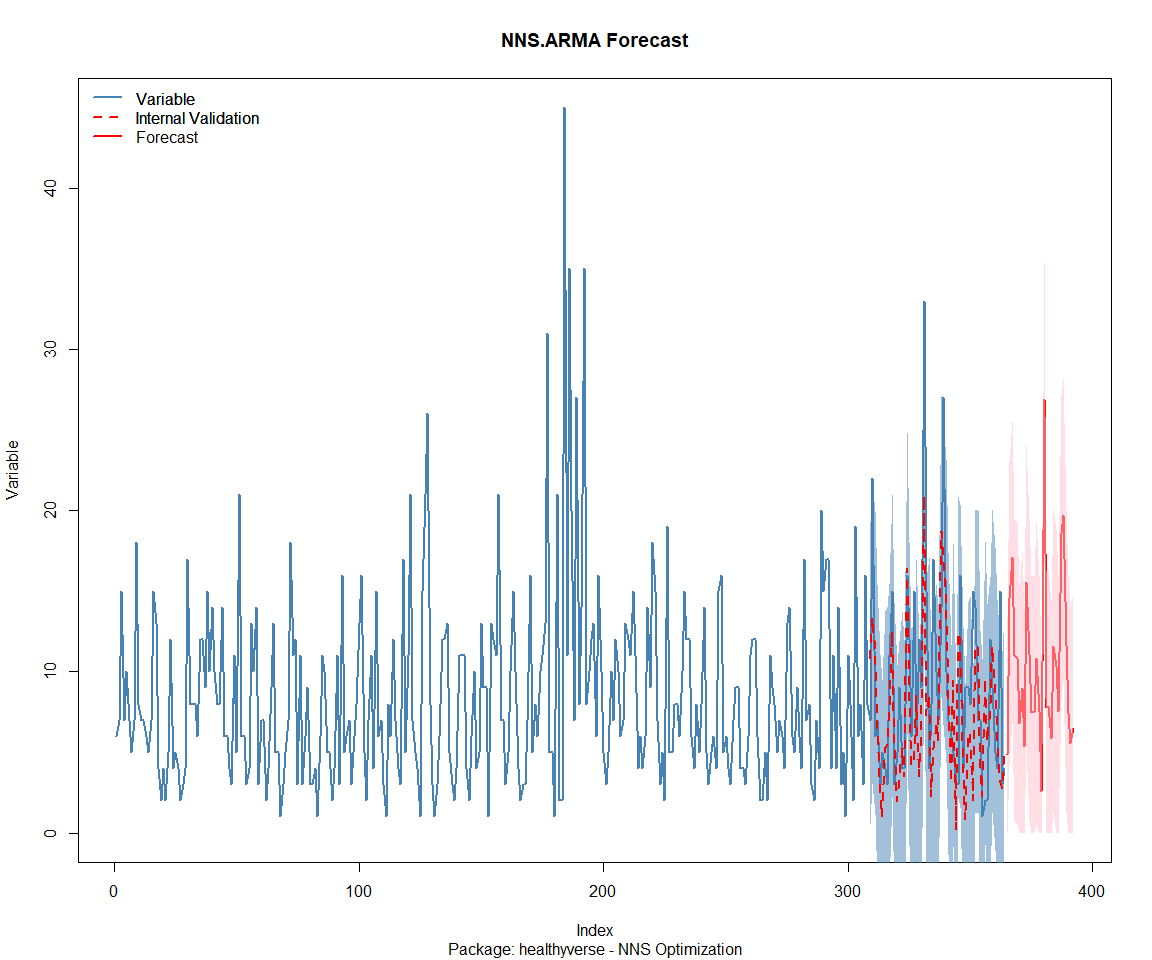 NNS.ARMA Forecast
Variable
Internal Validation
Forecast
Variable
40
30
20
10
0
0
100
200
300
400
Index
Package: healthyverse - NNS Optimization